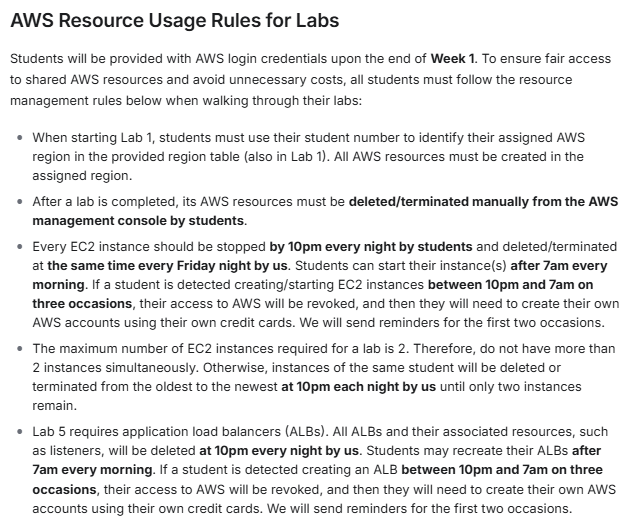 AWS Resource Usage Rules for Labs
Students will be provided with AWS login credentials upon the end of Week 1. To ensure fair access
to shared AWS resources and avoid unnecessary costs, all students must follow the resource
management rules below when walking through their labs:
• When starting Lab 1, students must use their student number to identify their assigned AWS
region in the provided region table (also in Lab 1). All AWS resources must be created in the
assigned region.
• After a lab is completed, its AWS resources must be deleted/terminated manually from the AWS
management console by students.
• Every EC2 instance should be stopped by 10pm every night by students and deleted/terminated
at the same time every Friday night by us. Students can start their instance(s) after 7am every
morning. If a student is detected creating/starting EC2 instances between 10pm and 7am on
three occasions, their access to AWS will be revoked, and then they will need to create their own
AWS accounts using their own credit cards. We will send reminders for the first two occasions.
• The maximum number of EC2 instances required for a lab is 2. Therefore, do not have more than
2 instances simultaneously. Otherwise, instances of the same student will be deleted or
terminated from the oldest to the newest at 10pm each night by us until only two instances
remain.
• Lab 5 requires application load balancers (ALBs). All ALBs and their associated resources, such
as listeners, will be deleted at 10pm every night by us. Students may recreate their ALBs after
7am every morning. If a student is detected creating an ALB between 10pm and 7am on three
occasions, their access to AWS will be revoked, and then they will need to create their own AWS
accounts using their own credit cards. We will send reminders for the first two occasions.